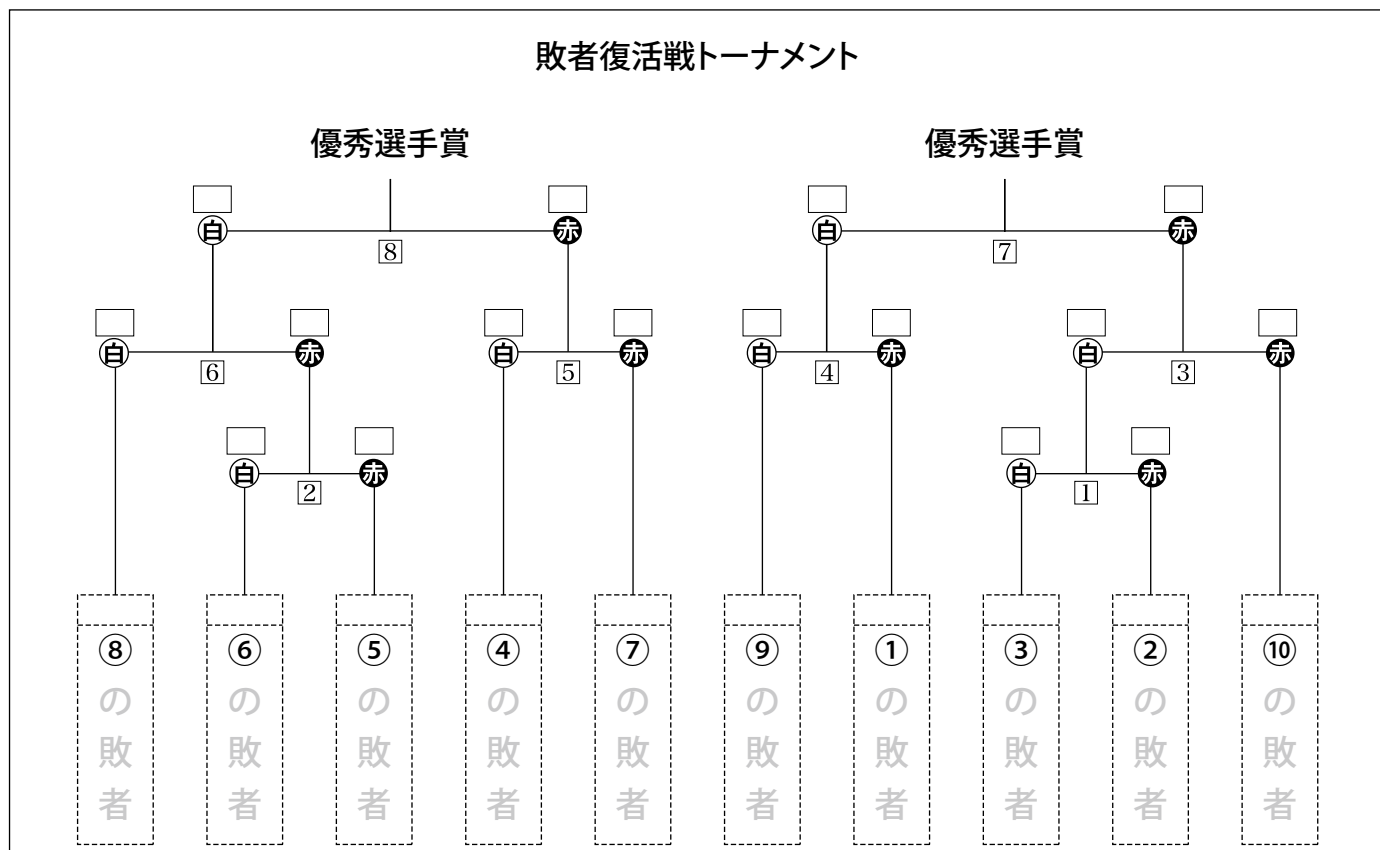 敗者復活戦トーナメント
優秀選手賞 優秀選手賞
白 赤 白 赤
8 7
白 赤 白 赤 白 赤 白 赤
6 5 4 3
白 赤 白 赤
2 1
⑧の敗者
⑥の敗者
⑤の敗者
④の敗者
⑦の敗者
⑨の敗者
①の敗者
③の敗者
②の敗者
⑩の敗者